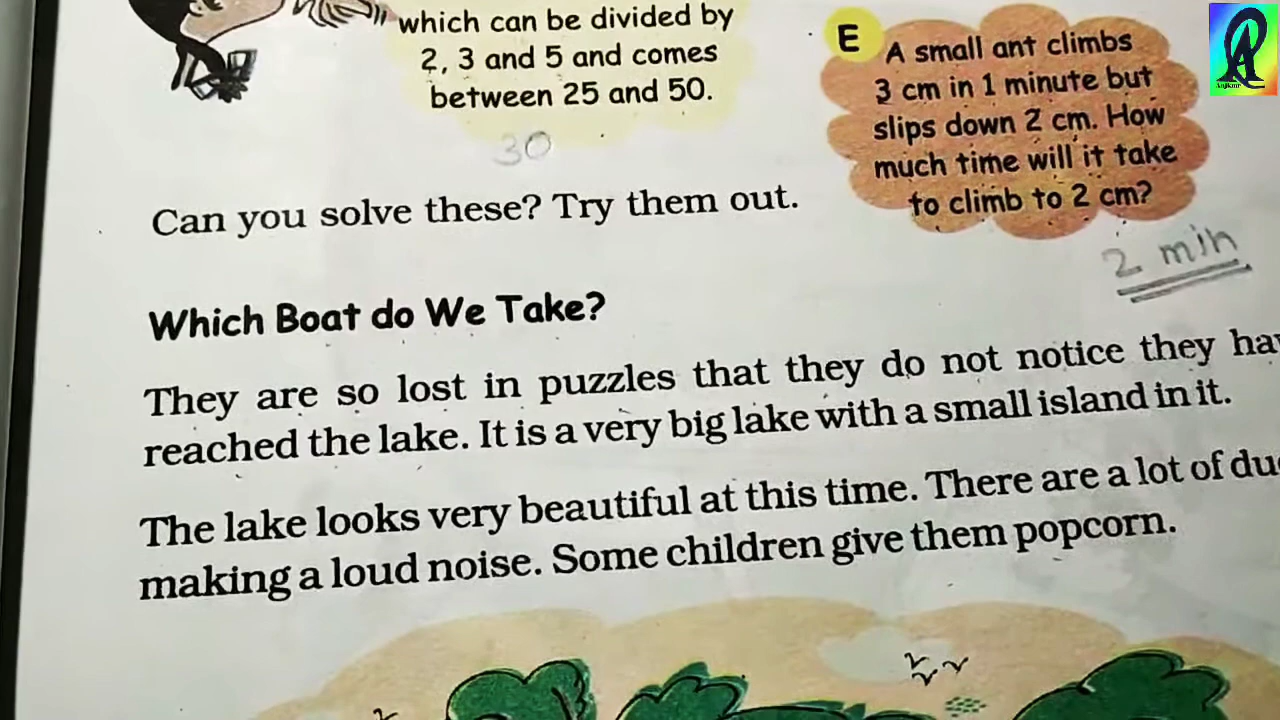 which can be divided by
2, 3 and 5 and comes
between 25 and 50.
30
E
A small ant climbs
3 cm in 1 minute but
slips down 2 cm. How
much time will it take
to climb to 2 cm?
2 min
Can you solve these? Try them out.
Which Boat do We Take?
They are so lost in puzzles that they do not notice they
reached the lake. It is a very big lake with a small island in it.
The lake looks very beautiful at this time. There are a lot of
making a loud noise. Some children give them popcorn.